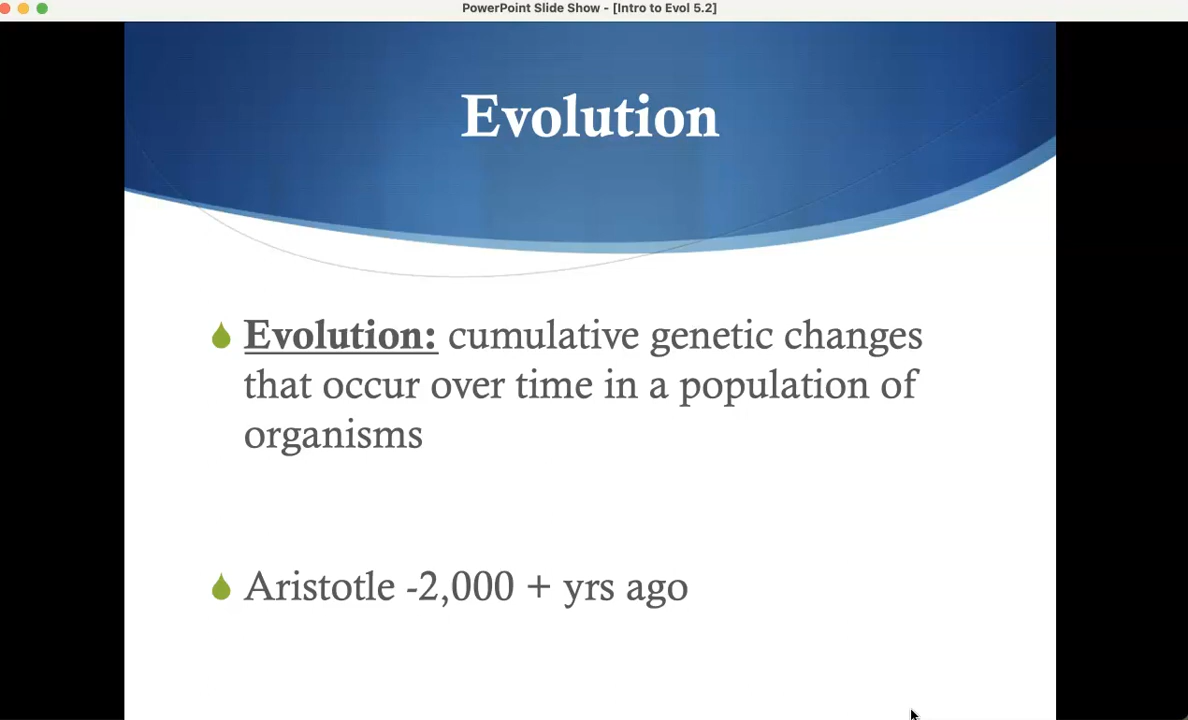 PowerPoint Slide Show - [Intro to Evol 5.2]
Evolution
Evolution: cumulative genetic changes
that occur over time in a population of
organisms
Aristotle -2,000 + yrs ago